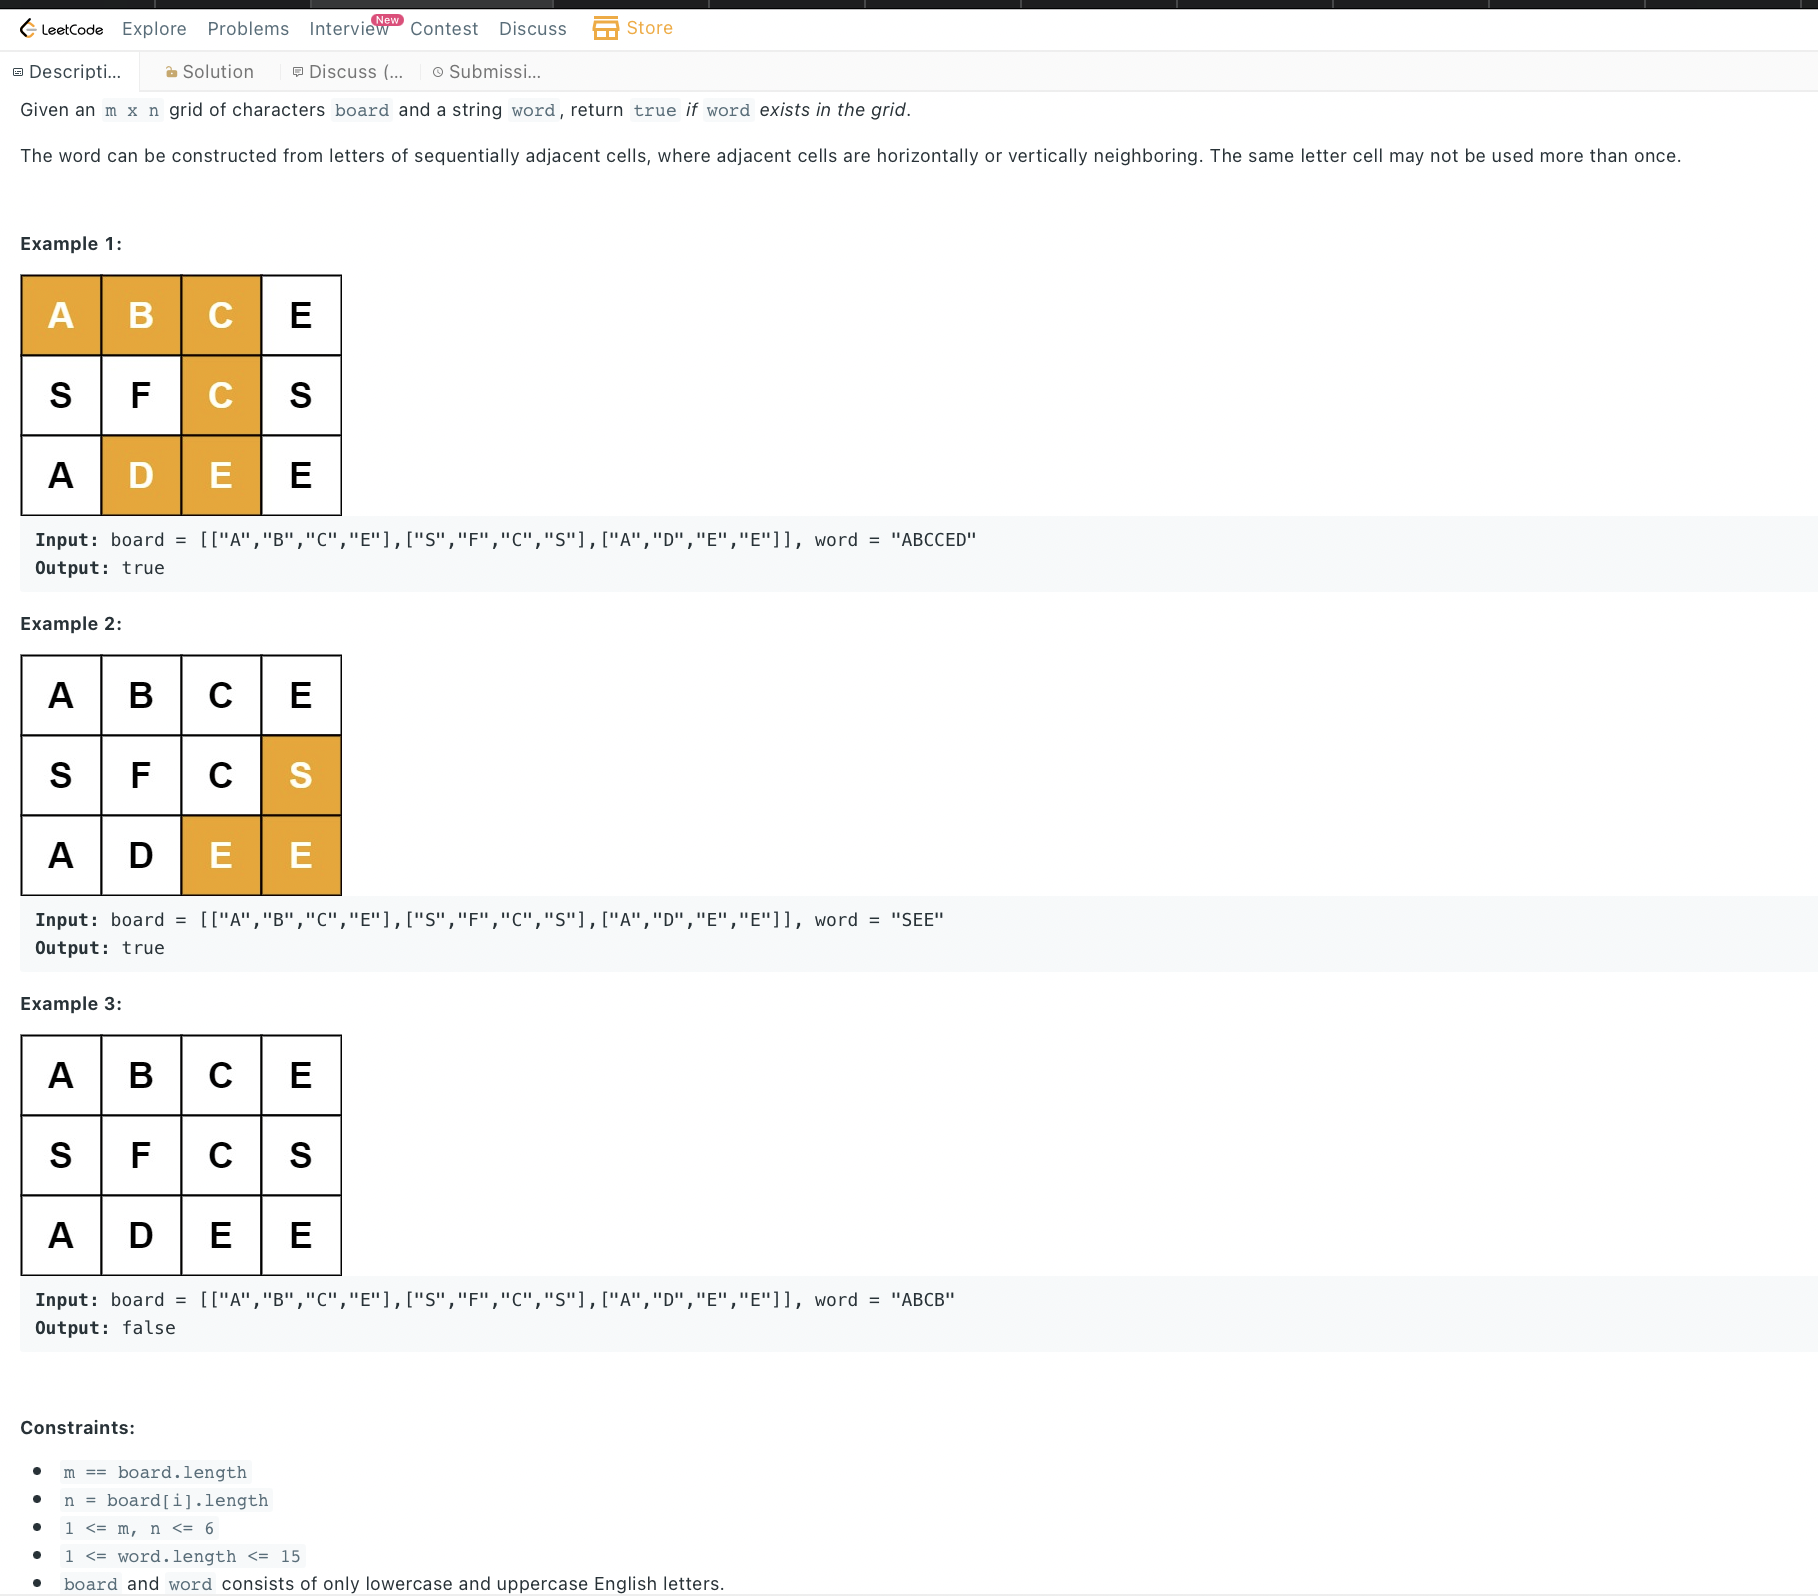 LeetCode Explore Problems Interview New Contest Discuss Store
Descripti... Solution Discuss (... Submissi...
Given an m x n grid of characters board and a string word, return true if word exists in the grid.
The word can be constructed from letters of sequentially adjacent cells, where adjacent cells are horizontally or vertically neighboring. The same letter cell may not be used more than once.
Example 1:
A B C E
S F C S
A D E E
Input: board = [["A","B","C","E"],["S","F","C","S"],["A","D","E","E"]], word = "ABCCED"
Output: true
Example 2:
A B C E
S F C S
A D E E
Input: board = [["A","B","C","E"],["S","F","C","S"],["A","D","E","E"]], word = "SEE"
Output: true
Example 3:
A B C E
S F C S
A D E E
Input: board = [["A","B","C","E"],["S","F","C","S"],["A","D","E","E"]], word = "ABCB"
Output: false
Constraints:
m == board.length
n = board[i].length
1 <= m, n <= 6
1 <= word.length <= 15
board and word consists of only lowercase and uppercase English letters.